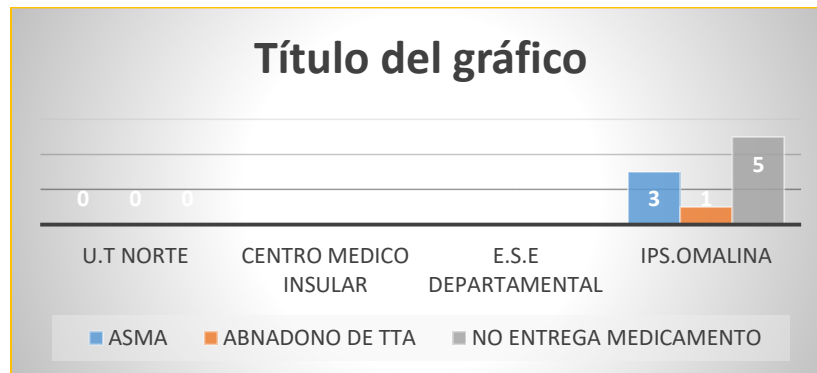 Título del gráfico
0 0 0 3 1 5
U.T NORTE CENTRO MEDICO INSULAR E.S.E DEPARTAMENTAL IPS.OMALINA
ASMA ABNADONO DE TTA NO ENTREGA MEDICAMENTO